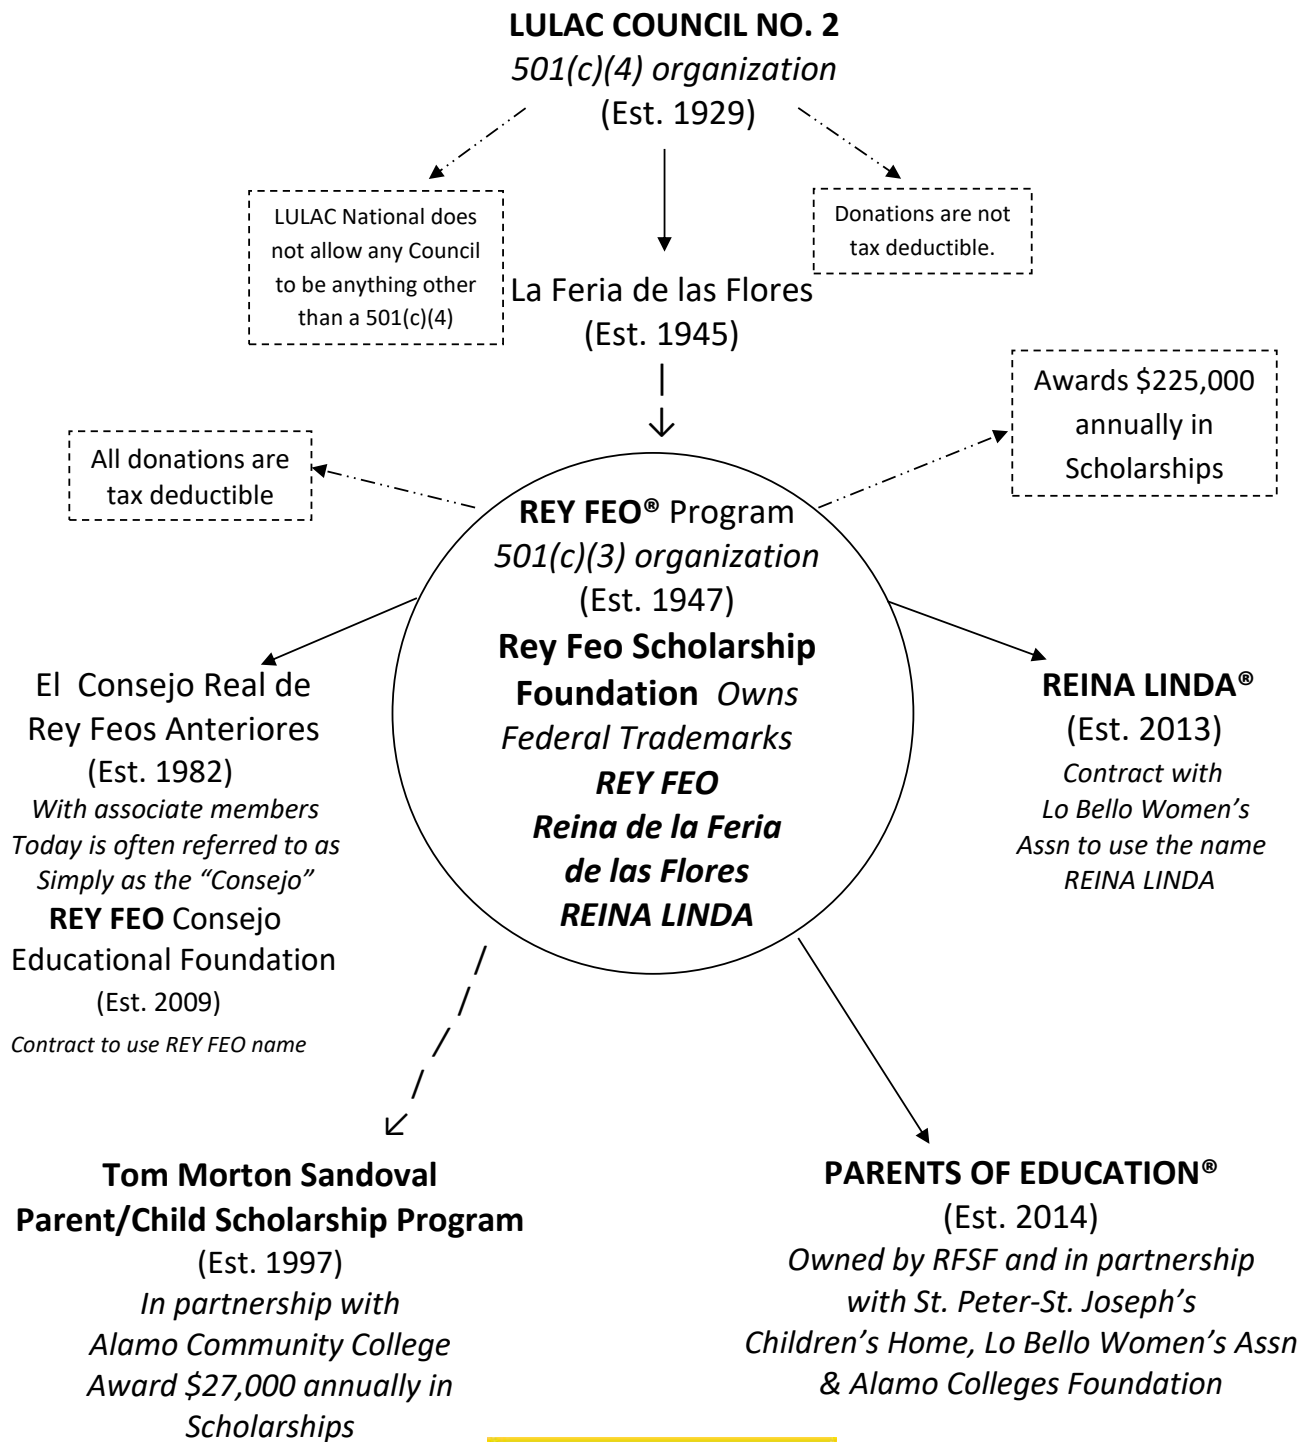 LULAC COUNCIL NO. 2
501(c)(4) organization
(Est. 1929)
LULAC National does
not allow any Council
to be anything other
than a 501(c)(4)
Donations are not
tax deductible.
La Feria de las Flores
(Est. 1945)
Awards $225,000
annually in
Scholarships
All donations are
tax deductible
REY FEO® Program
501(c)(3) organization
(Est. 1947)
Rey Feo Scholarship
Foundation Owns
Federal Trademarks
REY FEO
Reina de la Feria
de las Flores
REINA LINDA
El Consejo Real de
Rey Feos Anteriores
(Est. 1982)
With associate members
Today is often referred to as
Simply as the “Consejo”
REY FEO Consejo
Educational Foundation
(Est. 2009)
Contract to use REY FEO name
REINA LINDA®
(Est. 2013)
Contract with
Lo Bello Women’s
Assn to use the name
REINA LINDA
Tom Morton Sandoval
Parent/Child Scholarship Program
(Est. 1997)
In partnership with
Alamo Community College
Award $27,000 annually in
Scholarships
PARENTS OF EDUCATION®
(Est. 2014)
Owned by RFSF and in partnership
with St. Peter-St. Joseph’s
Children’s Home, Lo Bello Women’s Assn
& Alamo Colleges Foundation